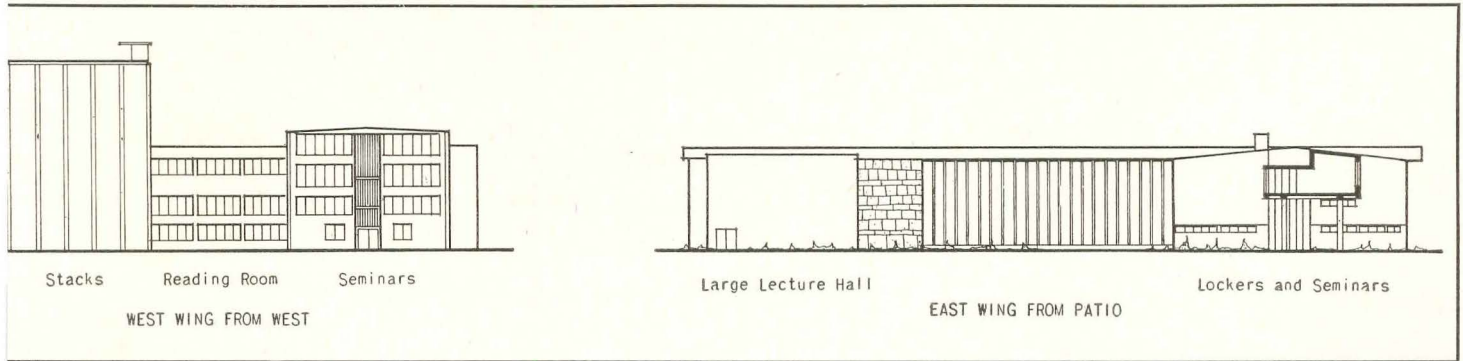 Stacks
Reading Room
Seminars
WEST WING FROM WEST
Large Lecture Hall
Lockers and Seminars
EAST WING FROM PATIO